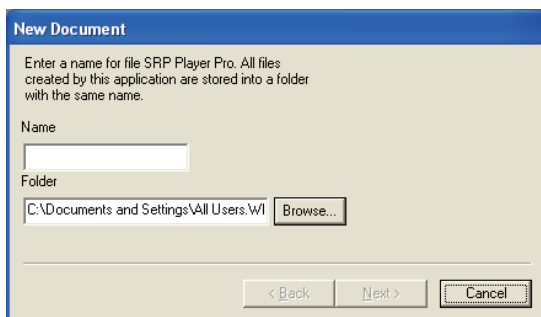 New Document
Enter a name for file SRP Player Pro. All files
created by this application are stored into a folder
with the same name.
Name
Folder
C:\Documents and Settings\All Users.WI
Browse...
< Back
Next >
Cancel